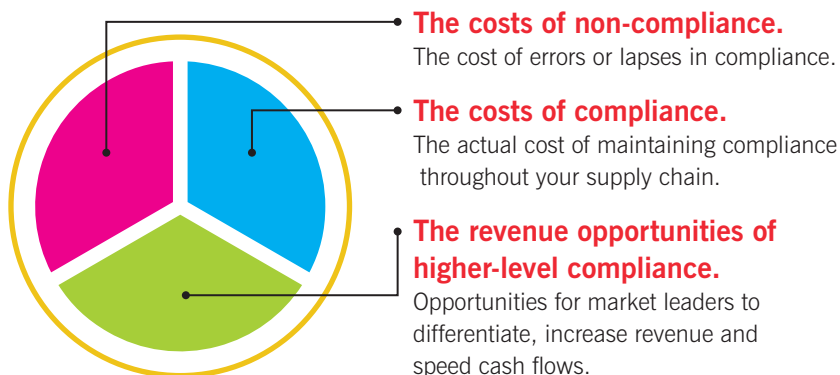 The costs of non-compliance.
The cost of errors or lapses in compliance.
The costs of compliance.
The actual cost of maintaining compliance
throughout your supply chain.
The revenue opportunities of
higher-level compliance.
Opportunities for market leaders to
differentiate, increase revenue and
speed cash flows.